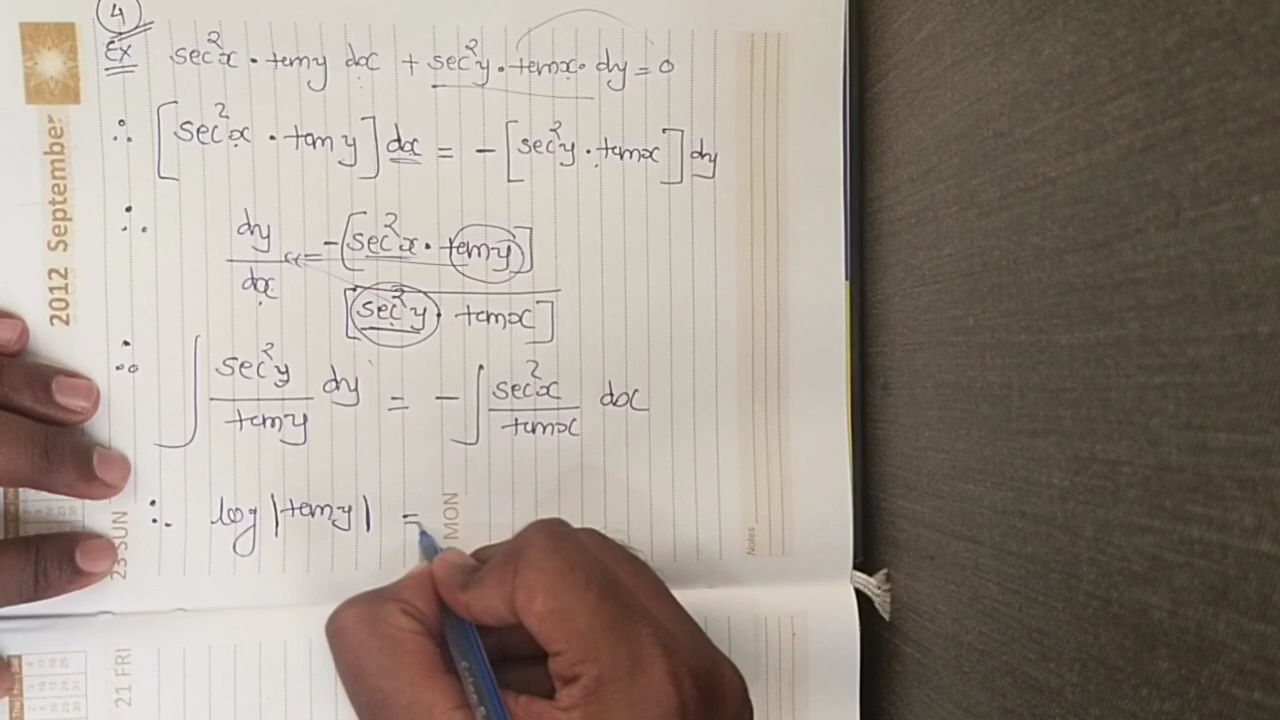 4
Ex sec²x · tany dx + sec²y · tanx · dy = 0
∴ [sec²x · tany] dx = - [sec²y · tanx] dy
∴ dy/dx = -[sec²x · tany] / [sec²y · tanx]
∴ ∫ sec²y/tany dy = - ∫ sec²x/tanx dx
∴ log |tany| =
2012 September
23 SUN
MON
21 FRI
Notes